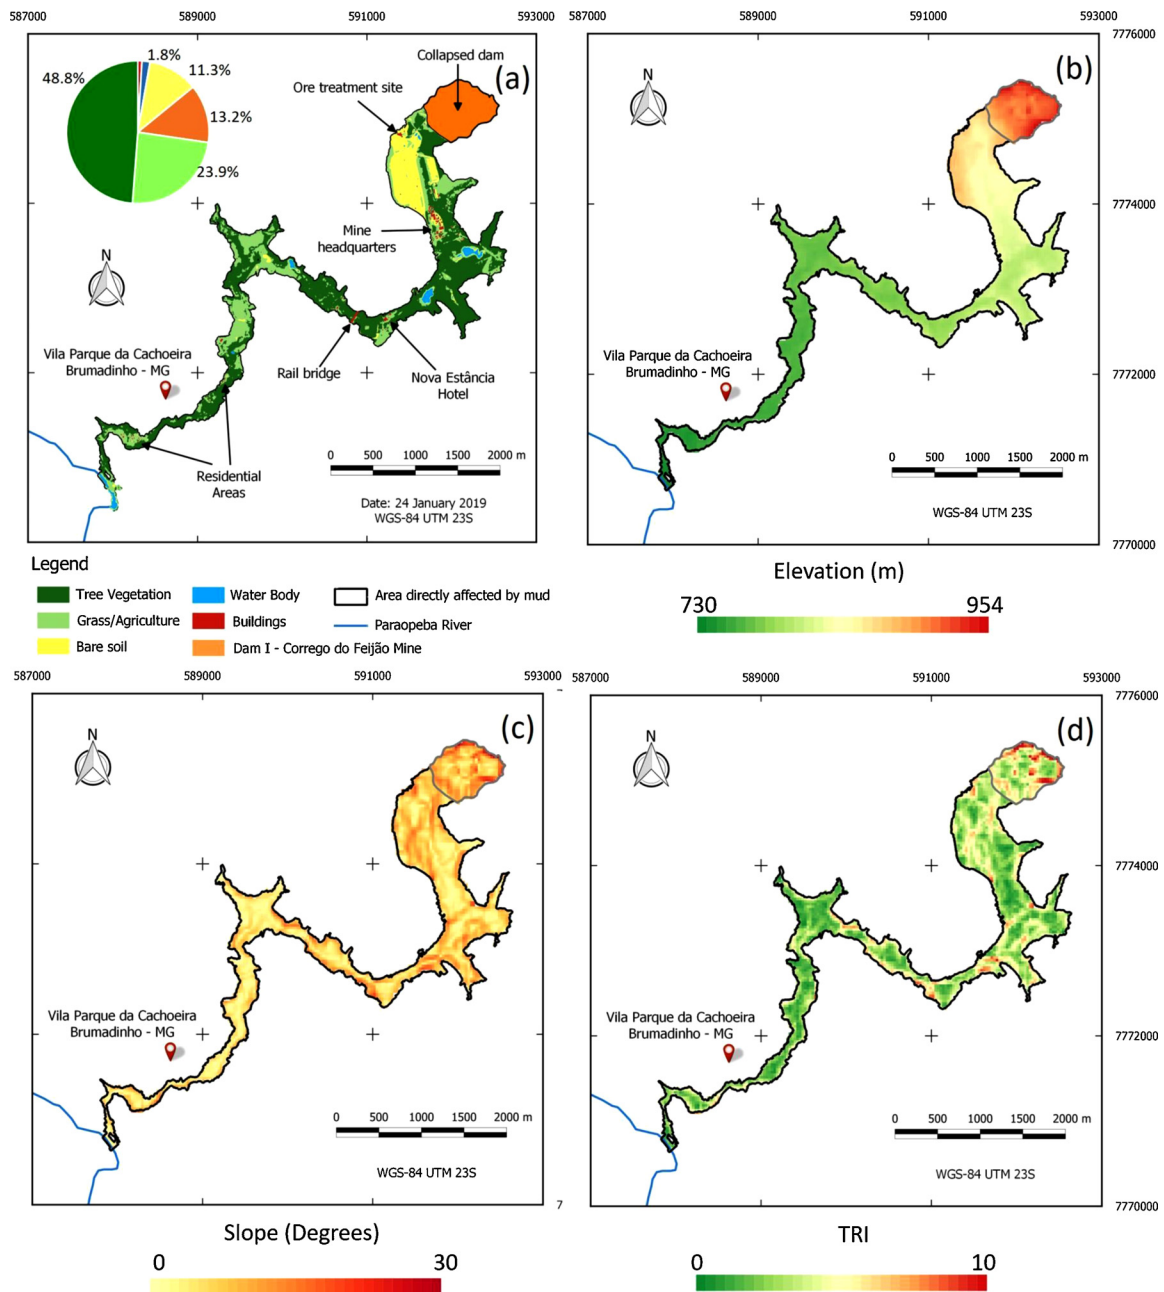 587000
589000
591000
593000
587000
589000
591000
593000
7776000
Collapsed dam
(a)
1.8%
48.8%
11.3%
Ore treatment site
13.2%
23.9%
N
Mine
headquarters
Vila Parque da Cachoeira
Brumadinho - MG
Rail bridge
Nova Estância
Hotel
Residential
Areas
0 500 1000 1500 2000 m
Date: 24 January 2019
WGS-84 UTM 23S
(b)
N
7774000
Vila Parque da Cachoeira
Brumadinho - MG
7772000
0 500 1000 1500 2000 m
WGS-84 UTM 23S
7770000
Legend
Tree Vegetation
Grass/Agriculture
Bare soil
Water Body
Buildings
Dam I - Corrego do Feijão Mine
Area directly affected by mud
Paraopeba River
Elevation (m)
730
954
587000
589000
591000
593000
587000
589000
591000
593000
7776000
(c)
N
Vila Parque da Cachoeira
Brumadinho - MG
0 500 1000 1500 2000 m
WGS-84 UTM 23S
7
Slope (Degrees)
0
30
(d)
N
7774000
Vila Parque da Cachoeira
Brumadinho - MG
7772000
0 500 1000 1500 2000 m
WGS-84 UTM 23S
7770000
TRI
0
10